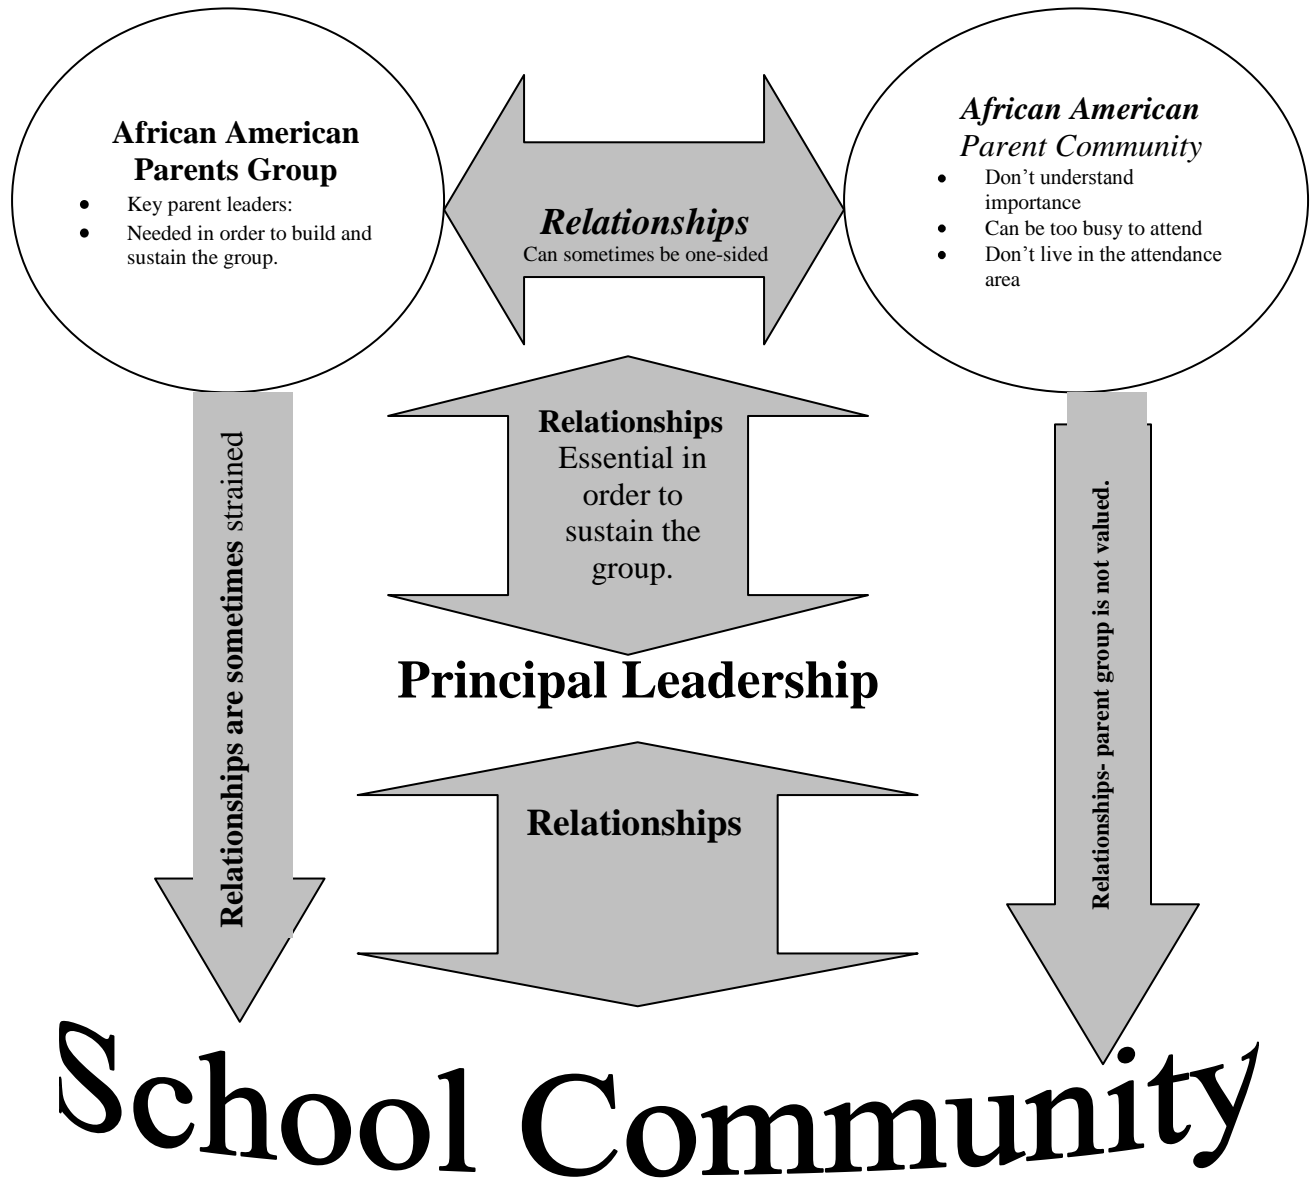 African American
Parents Group
• Key parent leaders:
• Needed in order to build and
sustain the group.
Relationships
Can sometimes be one-sided
African American
Parent Community
• Don't understand
importance
• Can be too busy to attend
• Don't live in the attendance
area
Relationships are sometimes strained
Relationships
Essential in
order to
sustain the
group.
Relationships- parent group is not valued.
Principal Leadership
Relationships
School Community